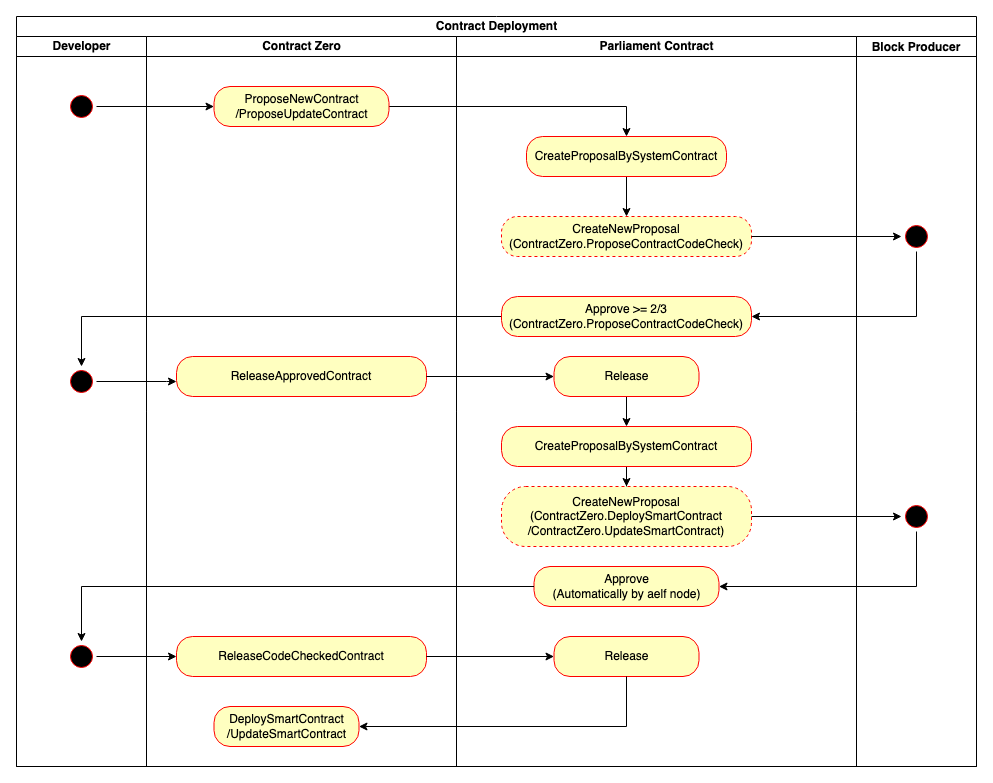 Contract Deployment
Developer
Contract Zero
Parliament Contract
Block Producer
ProposeNewContract
/ProposeUpdateContract
CreateProposalBySystemContract
CreateNewProposal
(ContractZero.ProposeContractCodeCheck)
Approve >= 2/3
(ContractZero.ProposeContractCodeCheck)
ReleaseApprovedContract
Release
CreateProposalBySystemContract
CreateNewProposal
(ContractZero.DeploySmartContract
/ContractZero.UpdateSmartContract)
Approve
(Automatically by aelf node)
ReleaseCodeCheckedContract
Release
DeploySmartContract
/UpdateSmartContract